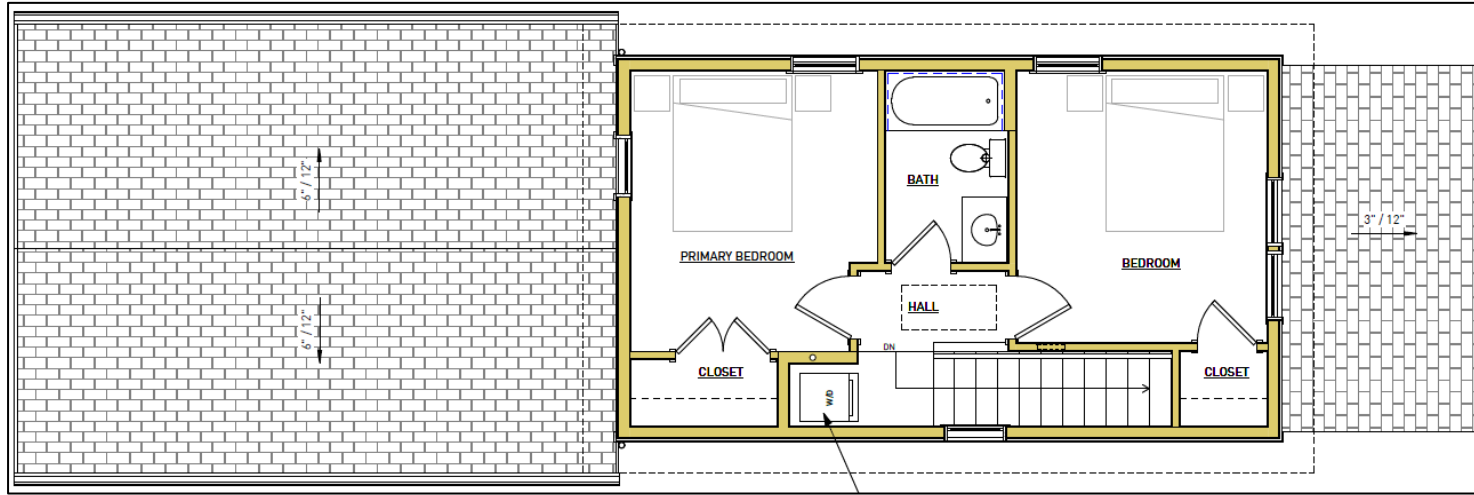 6" / 12"
6" / 12"
PRIMARY BEDROOM
CLOSET
BATH
HALL
DN
W/D
BEDROOM
CLOSET
3" / 12"